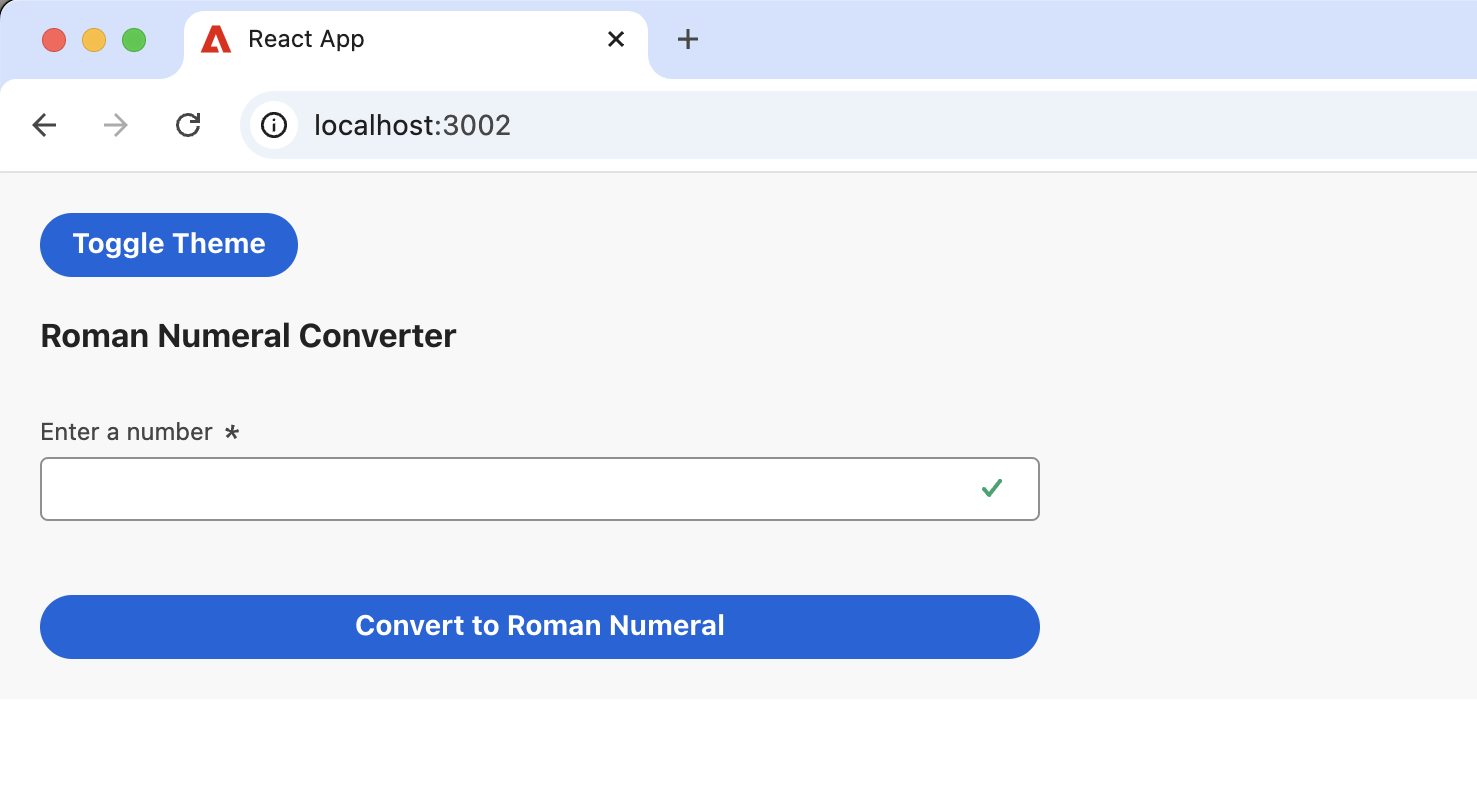 React App
localhost:3002
Toggle Theme
Roman Numeral Converter
Enter a number *
Convert to Roman Numeral